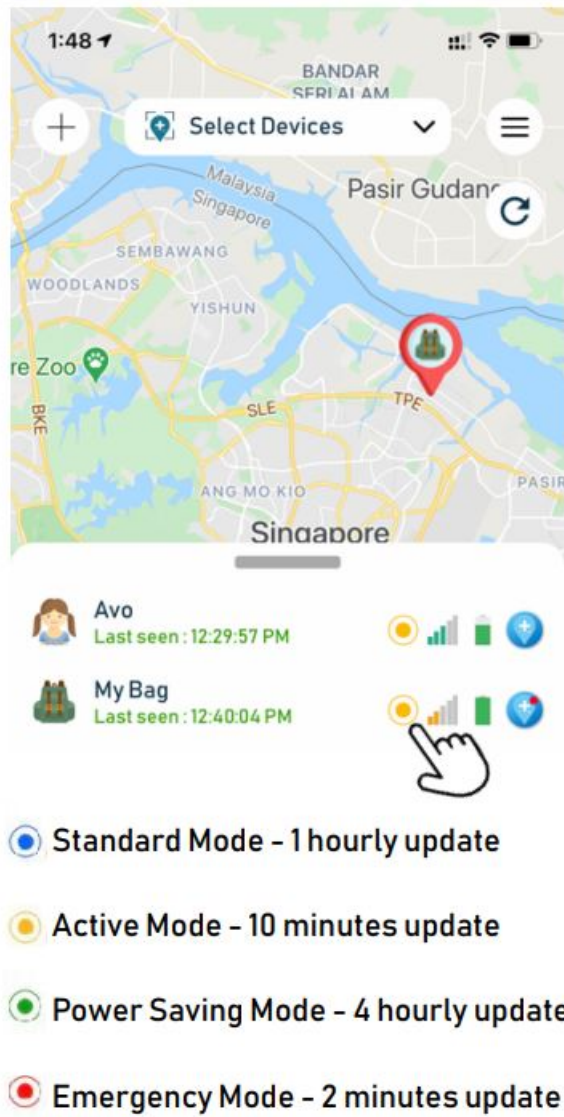 1:48
BANDAR
SERI ALAM
Select Devices
Malaysia
Singapore
Pasir Gudang
SEMBAWANG
WOODLANDS
YISHUN
re Zoo
BKE
SLE
TPE
ANG MO KIO
PASIR
Singapore
Avo
Last seen : 12:29:57 PM
My Bag
Last seen : 12:40:04 PM
Standard Mode - 1 hourly update
Active Mode - 10 minutes update
Power Saving Mode - 4 hourly update
Emergency Mode - 2 minutes update